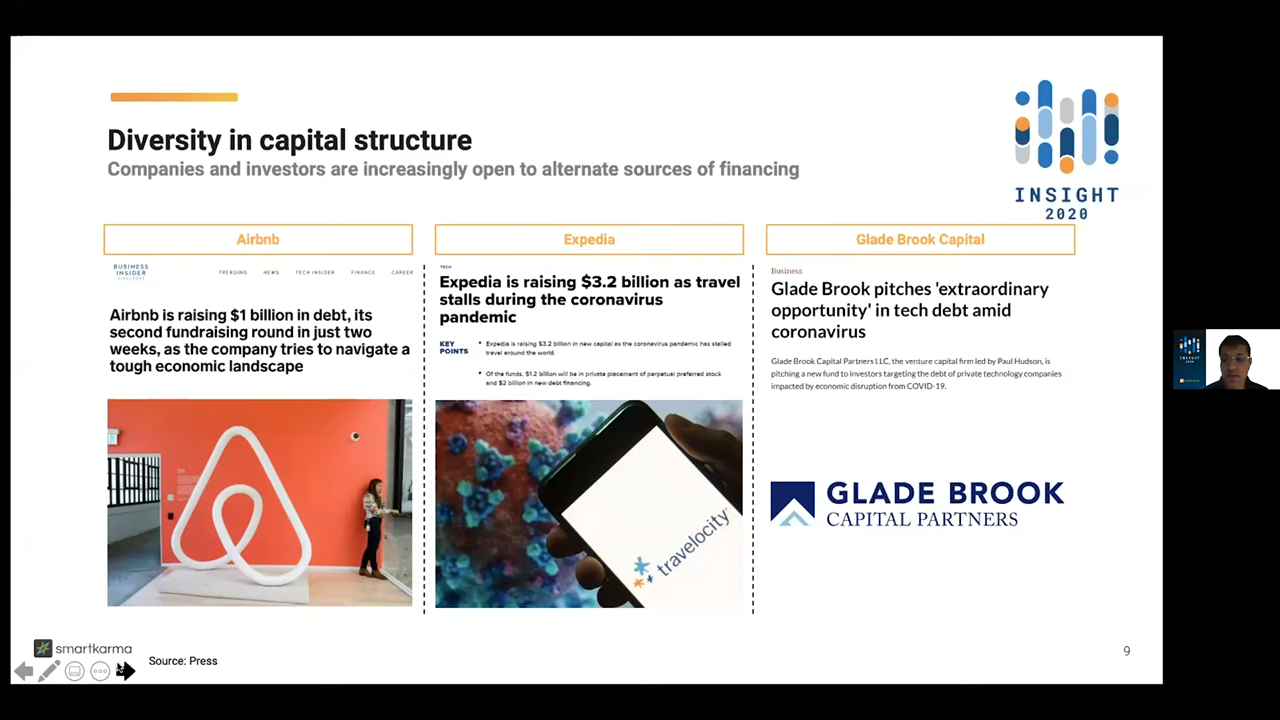 Diversity in capital structure
Companies and investors are increasingly open to alternate sources of financing
INSIGHT
2020
Airbnb
BUSINESS
INSIDER
TRENDING NEWS TECH INSIDER FINANCE CAREER
Airbnb is raising $1 billion in debt, its
second fundraising round in just two
weeks, as the company tries to navigate a
tough economic landscape
Expedia
TECH
Expedia is raising $3.2 billion as travel
stalls during the coronavirus
pandemic
KEY
POINTS
• Expedia is raising $3.2 billion in new capital as the coronavirus pandemic has stalled
travel around the world.
• Of the funds, $1.2 billion will be in private placement of perpetual preferred stock
and $2 billion in new debt financing.
travelocity
Glade Brook Capital
Business
Glade Brook pitches 'extraordinary
opportunity' in tech debt amid
coronavirus
Glade Brook Capital Partners LLC, the venture capital firm led by Paul Hudson, is
pitching a new fund to investors targeting the debt of private technology companies
impacted by economic disruption from COVID-19.
GLADE BROOK
CAPITAL PARTNERS
smartkarma
Source: Press
9